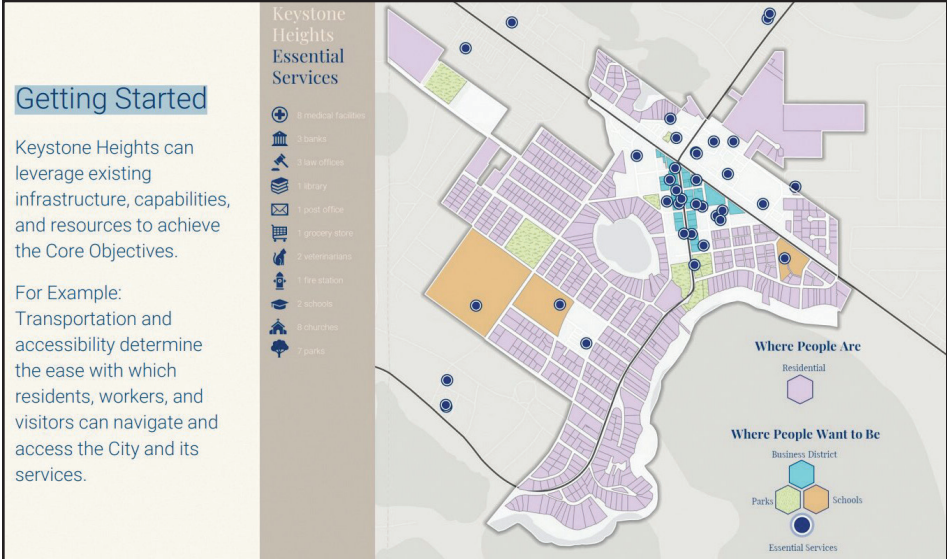 Getting Started
Keystone Heights can
leverage existing
infrastructure, capabilities,
and resources to achieve
the Core Objectives.
For Example:
Transportation and
accessibility determine
the ease with which
residents, workers, and
visitors can navigate and
access the City and its
services.
Keystone
Heights
Essential
Services
8 medical facilities
3 banks
3 law offices
1 library
1 post office
1 grocery store
2 veterinarians
1 fire station
2 schools
8 churches
7 parks
Where People Are
Residential
Where People Want to Be
Business District
Parks
Schools
Essential Services